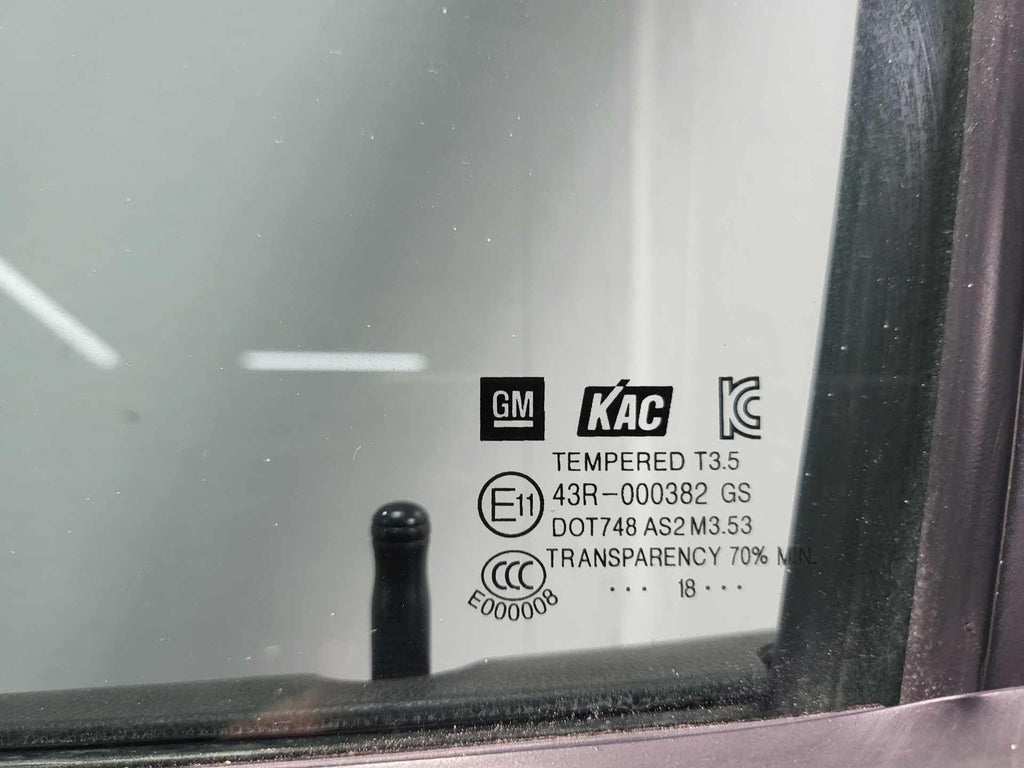 GM KAC KC
TEMPERED T3.5
E11 43R-000382 GS
DOT748 AS2 M3.53
CCC TRANSPARENCY 70% MIN.
E000008
··· 18 ···